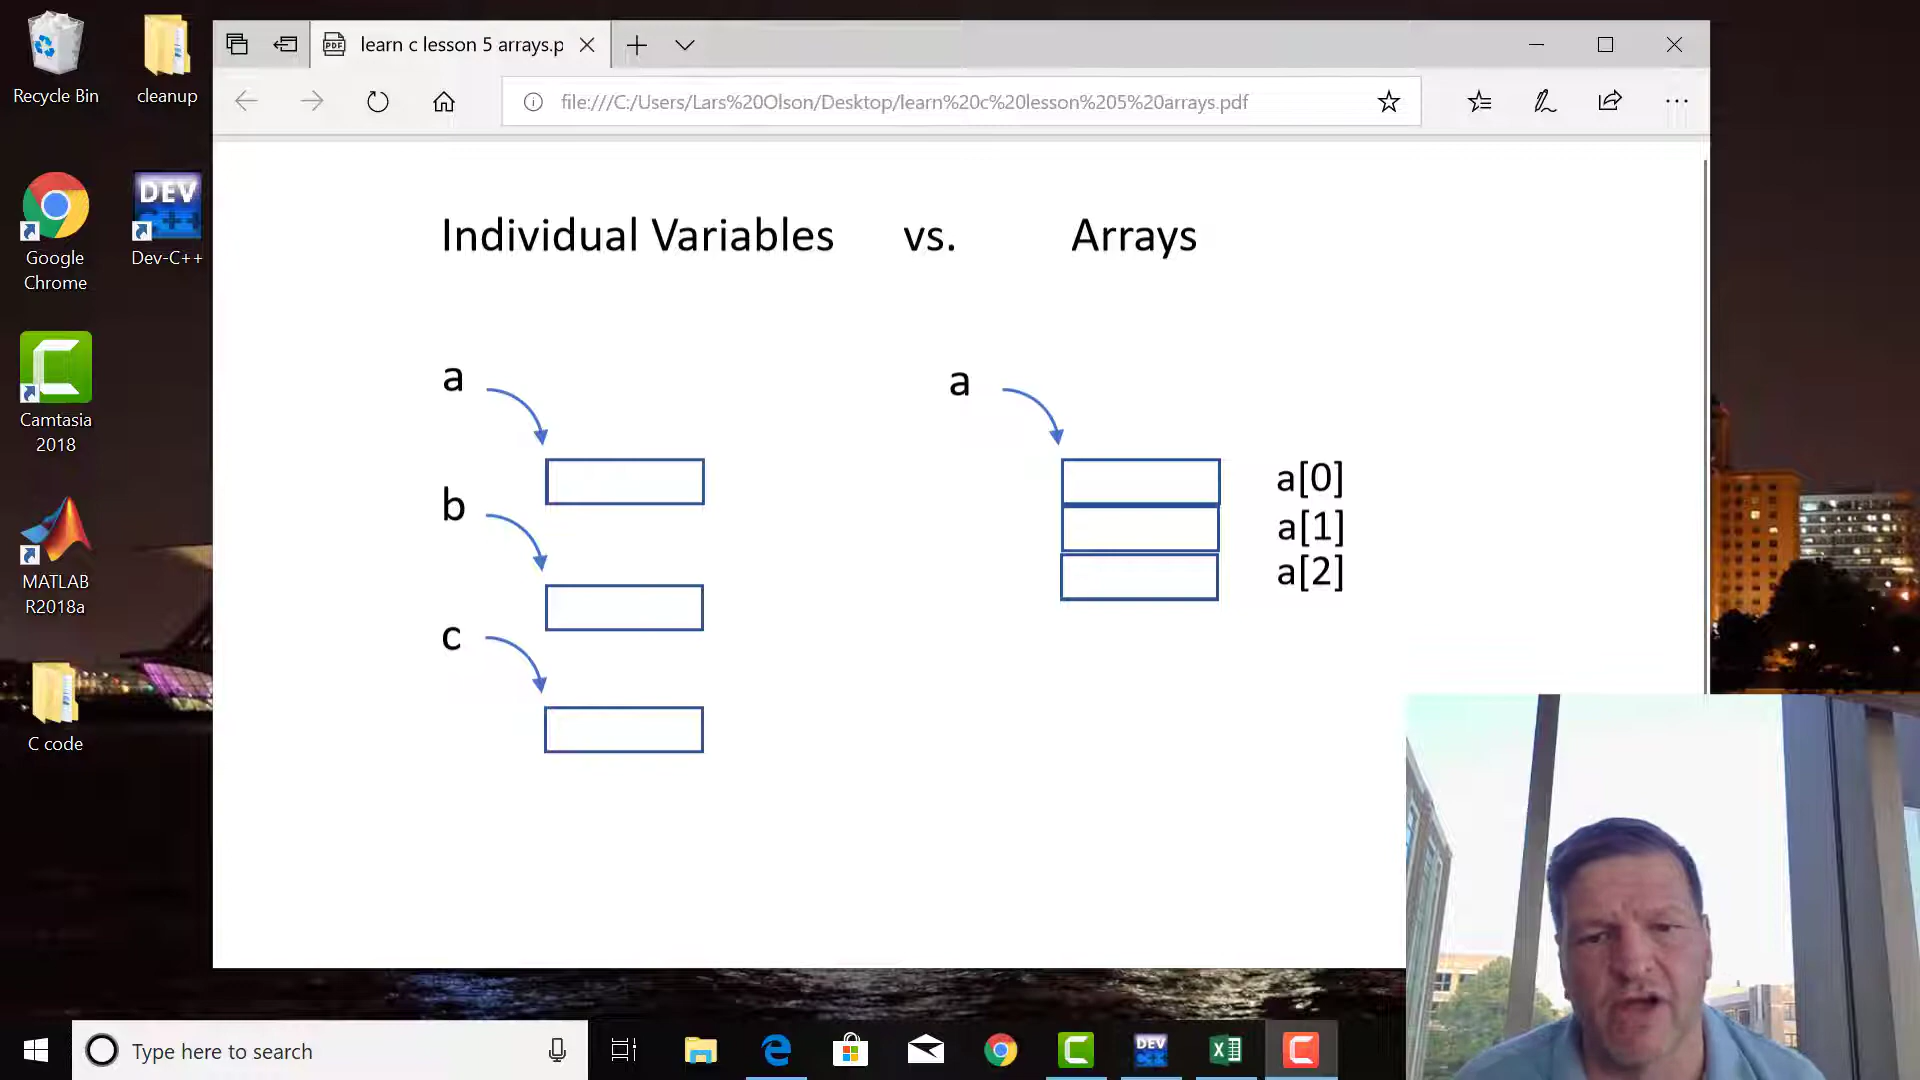 learn c lesson 5 arrays.p
file:///C:/Users/Lars%20Olson/Desktop/learn%20c%20lesson%205%20arrays.pdf
Recycle Bin
cleanup
Google
Chrome
DEV
C++
Dev-C++
Camtasia
2018
MATLAB
R2018a
C code
PDF
Individual Variables vs. Arrays
a
b
c
a
a[0]
a[1]
a[2]
Type here to search
DEV
C++